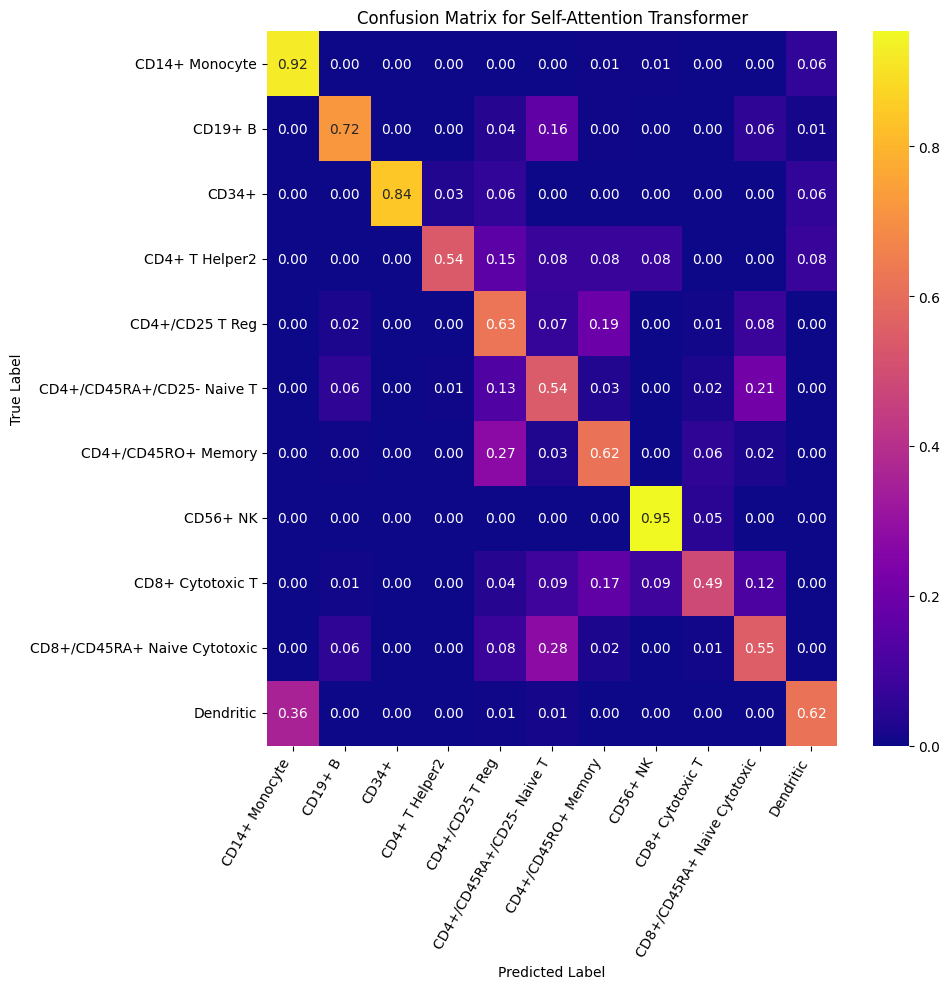 Confusion Matrix for Self-Attention Transformer
CD14+ Monocyte 0.92 0.00 0.00 0.00 0.00 0.00 0.01 0.01 0.00 0.00 0.06
CD19+ B 0.00 0.72 0.00 0.00 0.04 0.16 0.00 0.00 0.00 0.06 0.01
CD34+ 0.00 0.00 0.84 0.03 0.06 0.00 0.00 0.00 0.00 0.00 0.06
CD4+ T Helper2 0.00 0.00 0.00 0.54 0.15 0.08 0.08 0.08 0.00 0.00 0.08
CD4+/CD25 T Reg 0.00 0.02 0.00 0.00 0.63 0.07 0.19 0.00 0.01 0.08 0.00
CD4+/CD45RA+/CD25- Naive T 0.00 0.06 0.00 0.01 0.13 0.54 0.03 0.00 0.02 0.21 0.00
CD4+/CD45RO+ Memory 0.00 0.00 0.00 0.00 0.27 0.03 0.62 0.00 0.06 0.02 0.00
CD56+ NK 0.00 0.00 0.00 0.00 0.00 0.00 0.00 0.95 0.05 0.00 0.00
CD8+ Cytotoxic T 0.00 0.01 0.00 0.00 0.04 0.09 0.17 0.09 0.49 0.12 0.00
CD8+/CD45RA+ Naive Cytotoxic 0.00 0.06 0.00 0.00 0.08 0.28 0.02 0.00 0.01 0.55 0.00
Dendritic 0.36 0.00 0.00 0.00 0.01 0.01 0.00 0.00 0.00 0.00 0.62
True Label
CD14+ Monocyte
CD19+ B
CD34+
CD4+ T Helper2
CD4+/CD25 T Reg
CD4+/CD45RA+/CD25- Naive T
CD4+/CD45RO+ Memory
CD56+ NK
CD8+ Cytotoxic T
CD8+/CD45RA+ Naive Cytotoxic
Dendritic
Predicted Label
0.8
0.6
0.4
0.2
0.0